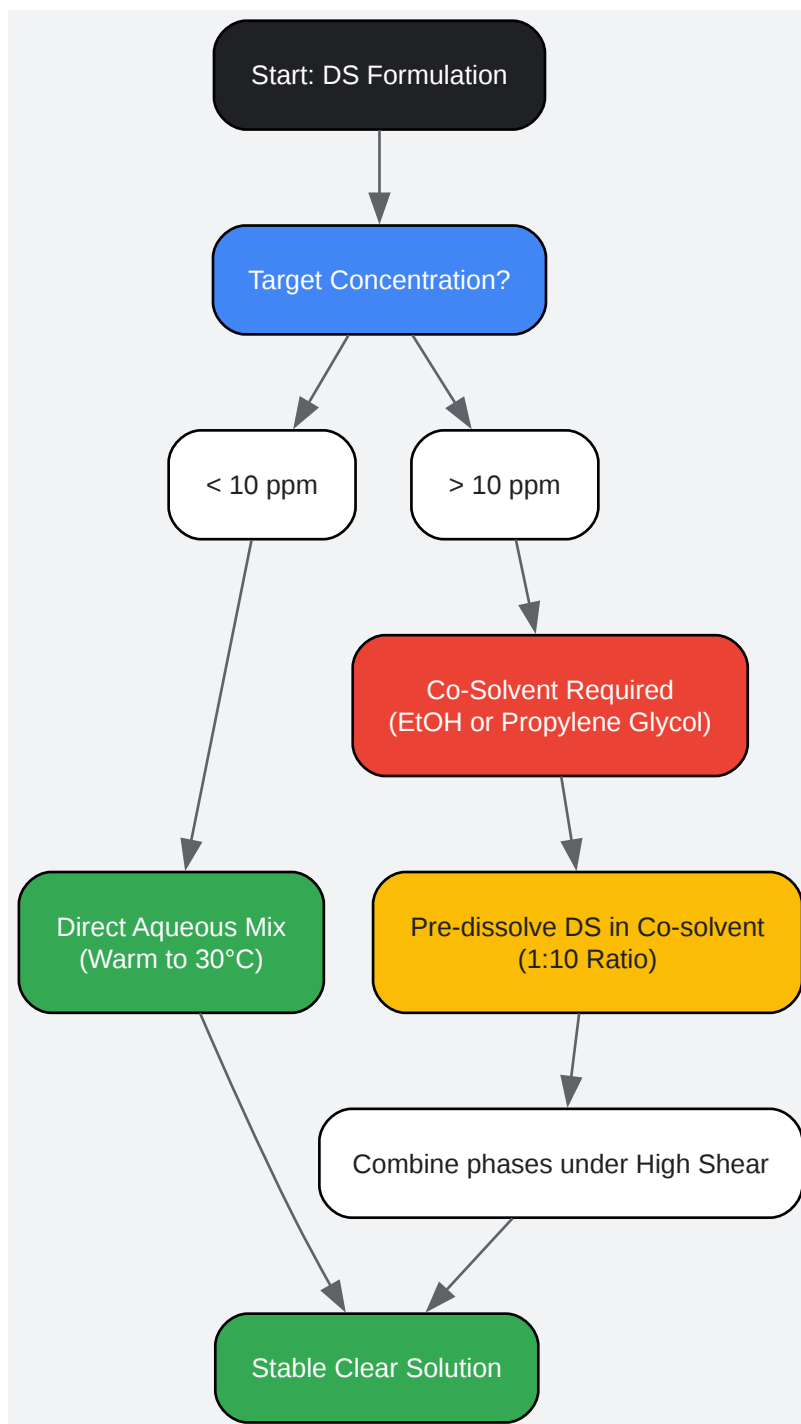 Start: DS Formulation
Target Concentration?
< 10 ppm
> 10 ppm
Co-Solvent Required
(EtOH or Propylene Glycol)
Direct Aqueous Mix
(Warm to 30°C)
Pre-dissolve DS in Co-solvent
(1:10 Ratio)
Combine phases under High Shear
Stable Clear Solution